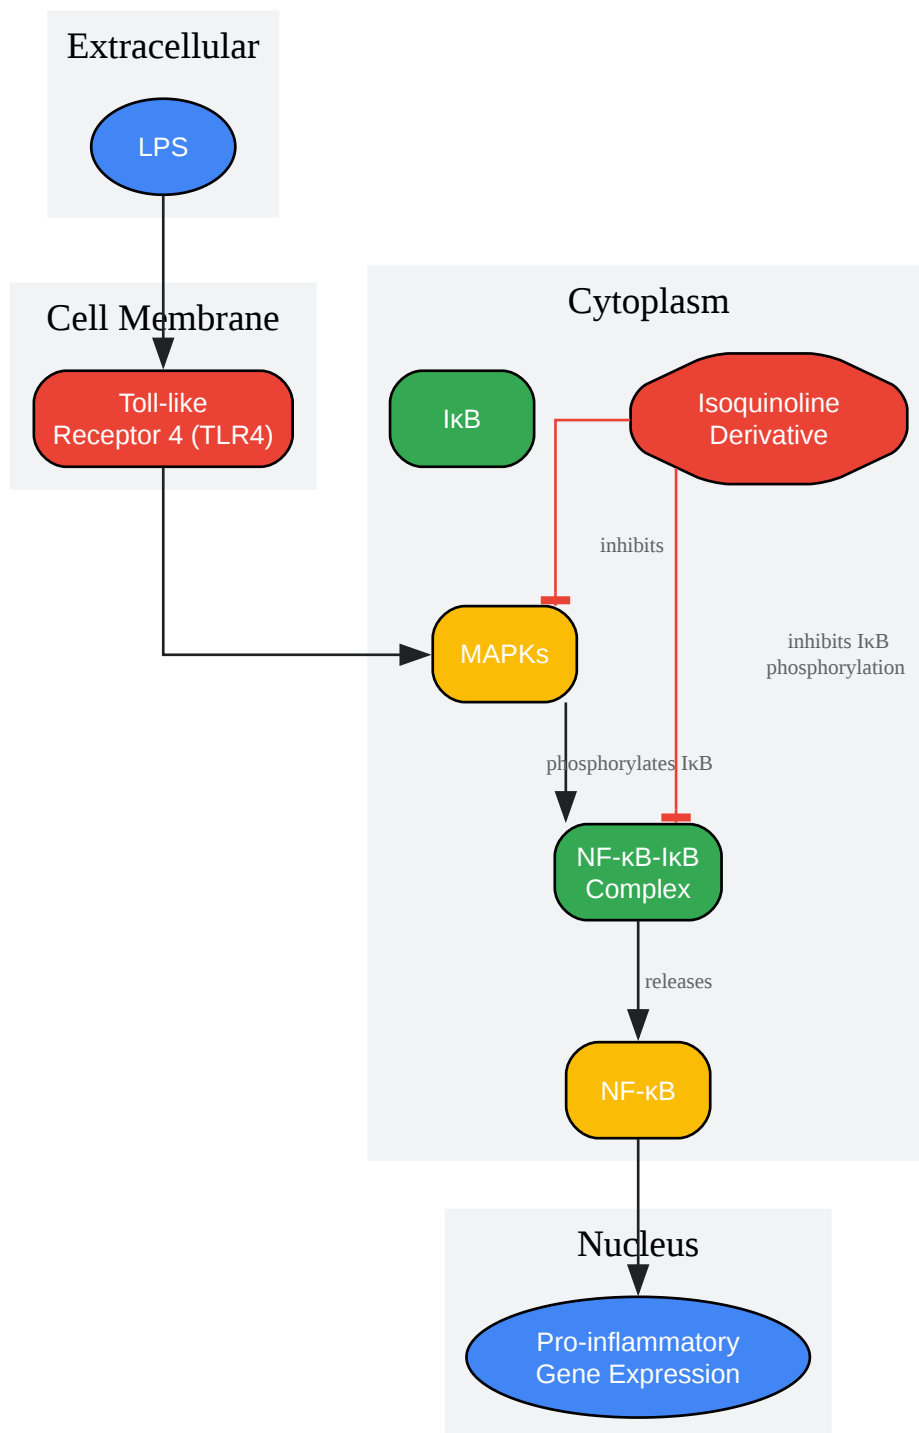 Extracellular
LPS
Cell Membrane
Toll-like
Receptor 4 (TLR4)
Cytoplasm
IκB
Isoquinoline
Derivative
inhibits
inhibits IκB
phosphorylation
MAPKs
phosphorylates IκB
NF-κB-IκB
Complex
releases
NF-κB
Nucleus
Pro-inflammatory
Gene Expression